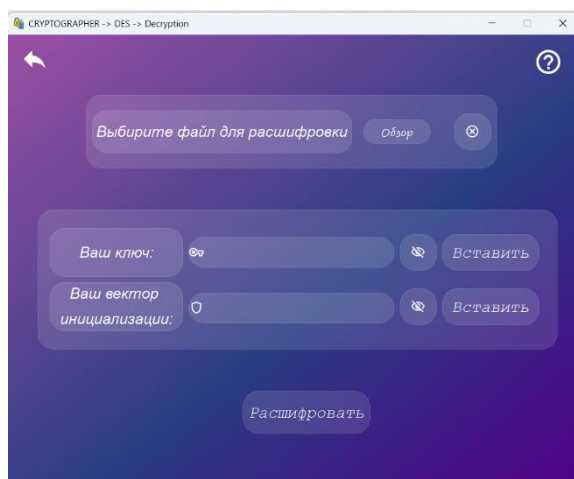 CRYPTOGRAPHER -> DES -> Decryption
Выбирите файл для расшифровки
Обзор
Ваш ключ:
Вставить
Ваш вектор
инициализации:
Вставить
Расшифровать